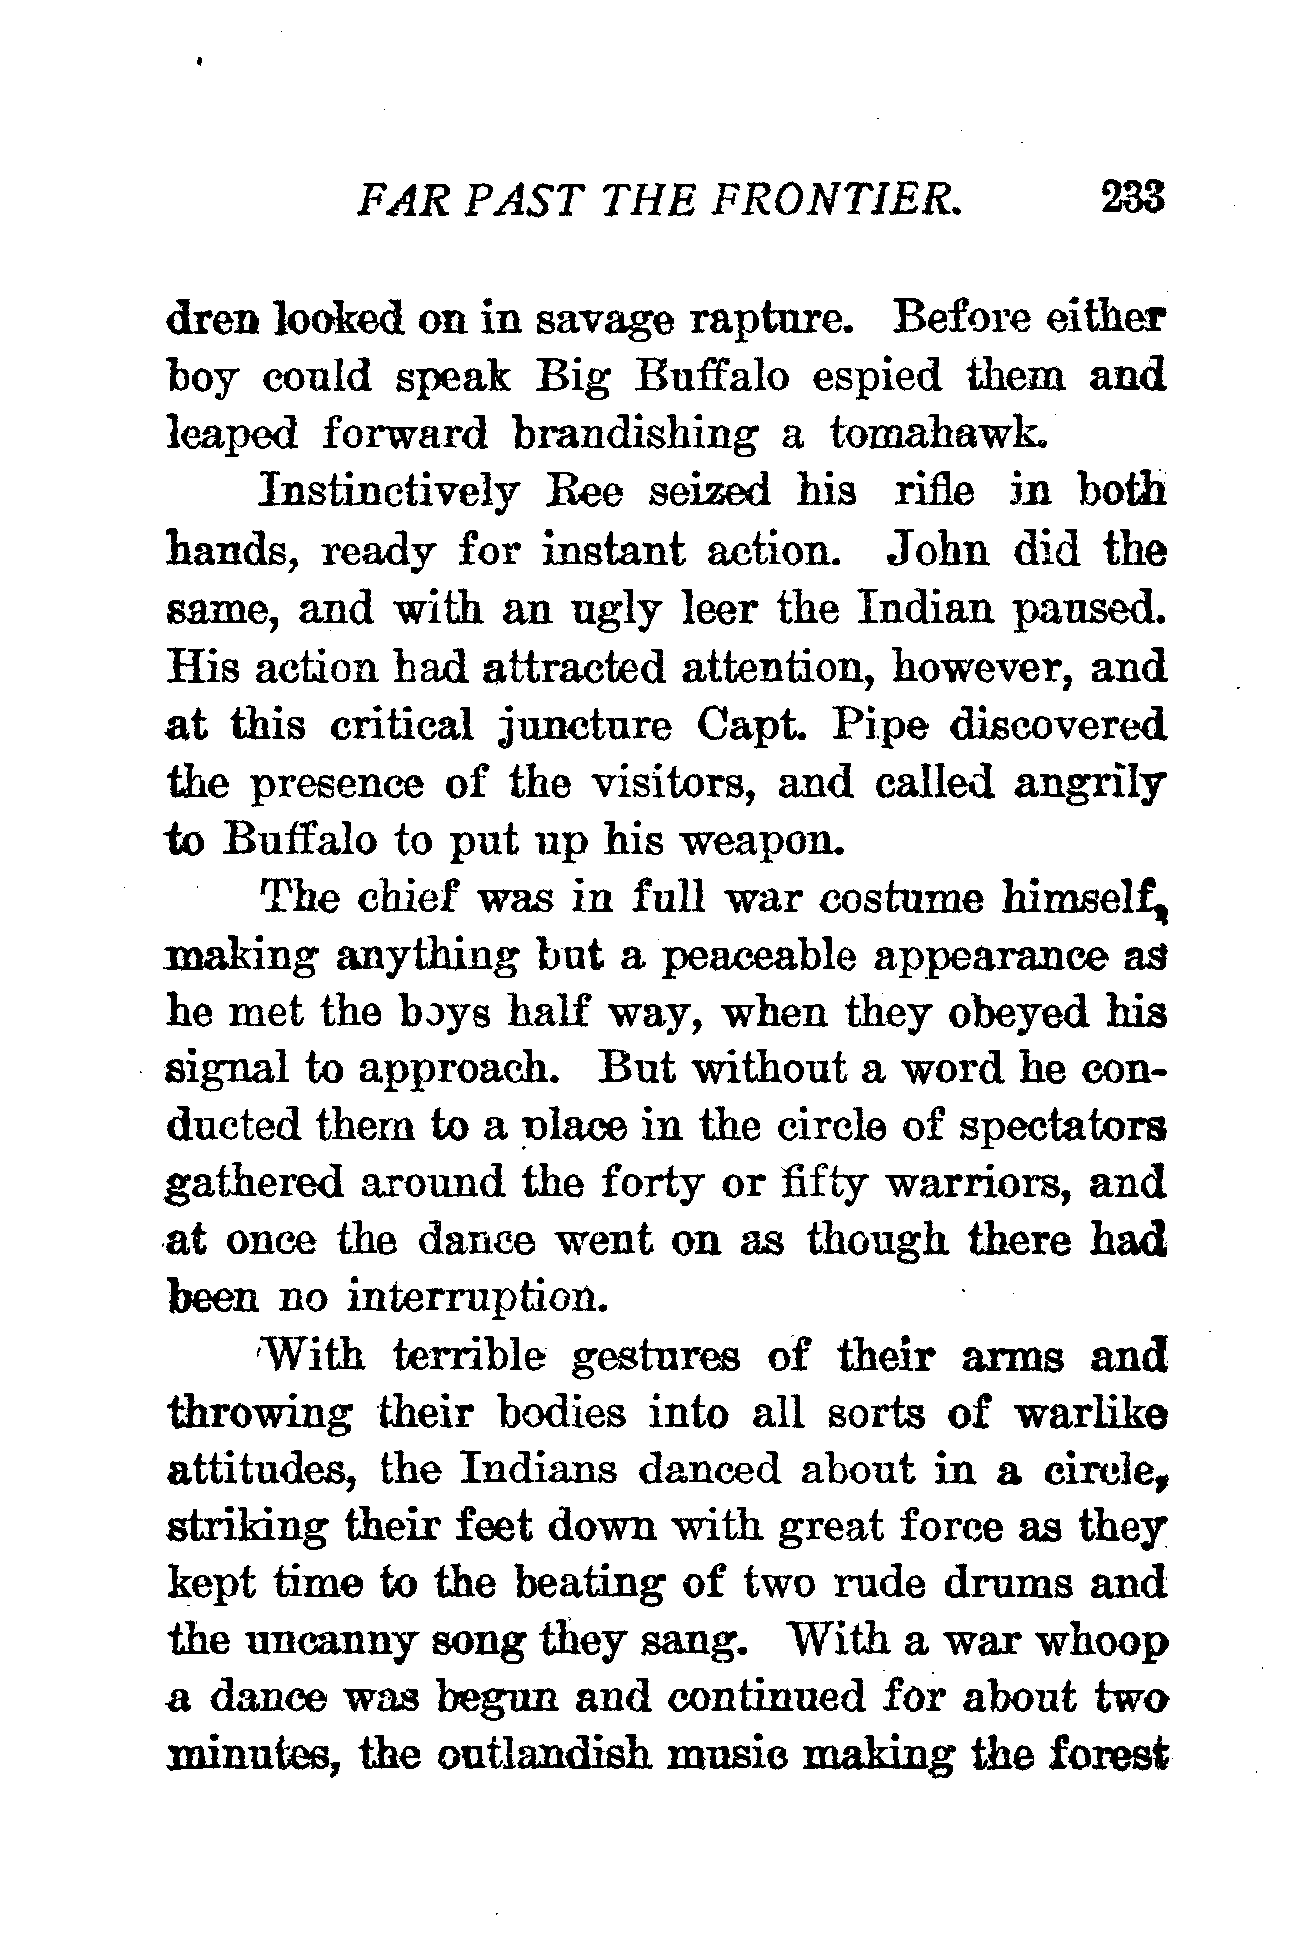 FAR PAST THE FRONTIER. 233
dren looked on in savage rapture. Before either
boy could speak Big Buffalo espied them and
leaped forward brandishing a tomahawk.
Instinctively Ree seized his rifle in both
hands, ready for instant action. John did the
same, and with an ugly leer the Indian paused.
His action had attracted attention, however, and
at this critical juncture Capt. Pipe discovered
the presence of the visitors, and called angrily
to Buffalo to put up his weapon.
The chief was in full war costume himself,
making anything but a peaceable appearance as
he met the boys half way, when they obeyed his
signal to approach. But without a word he con-
ducted them to a place in the circle of spectators
gathered around the forty or fifty warriors, and
at once the dance went on as though there had
been no interruption.
With terrible gestures of their arms and
throwing their bodies into all sorts of warlike
attitudes, the Indians danced about in a circle,
striking their feet down with great force as they
kept time to the beating of two rude drums and
the uncanny song they sang. With a war whoop
a dance was begun and continued for about two
minutes, the outlandish music making the forest